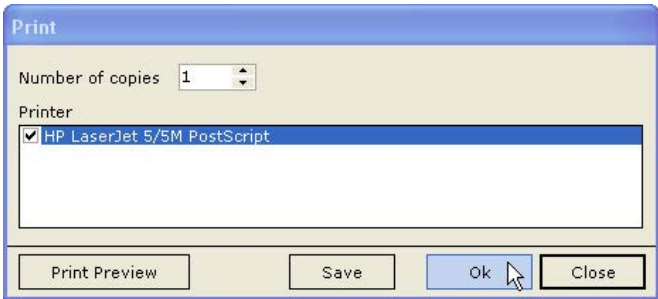 Print
Number of copies 1
Printer
HP LaserJet 5/5M PostScript
Print Preview Save Ok Close